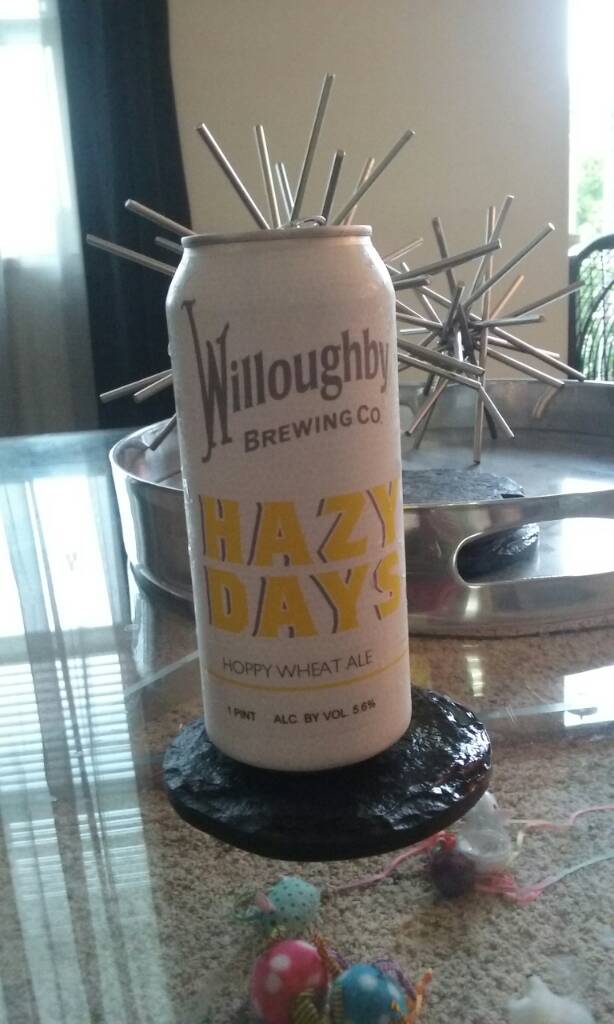 Willoughby
BREWING CO.
HAZY
DAYS
HOPPY WHEAT ALE
1 PINT ALC. BY VOL. 5.6%